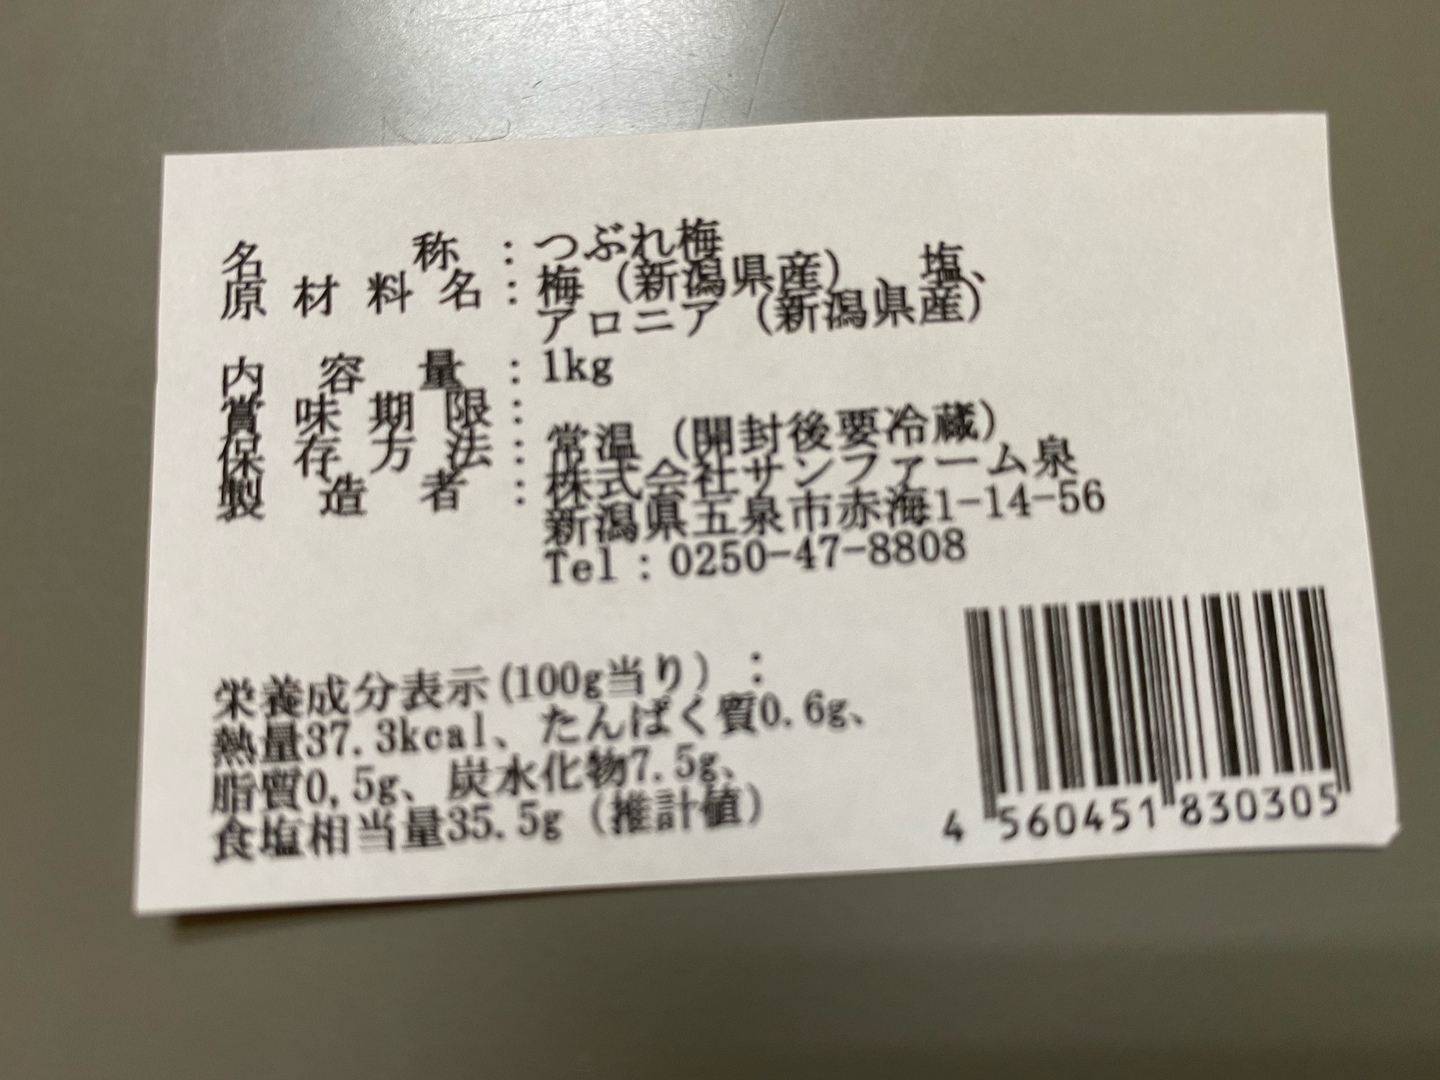 名称：つぶれ梅
原材料名：梅（新潟県産）、塩、
アロニア（新潟県産）
内容量：1kg
賞味期限：
保存方法：常温（開封後要冷蔵）
製造者：株式会社サンファーム泉
新潟県五泉市赤海1-14-56
Tel：0250-47-8808
栄養成分表示(100g当り）：
熱量37.3kcal、たんぱく質0.6g、
脂質0.5g、炭水化物7.5g、
食塩相当量35.5g（推計値）
4 560451 830305